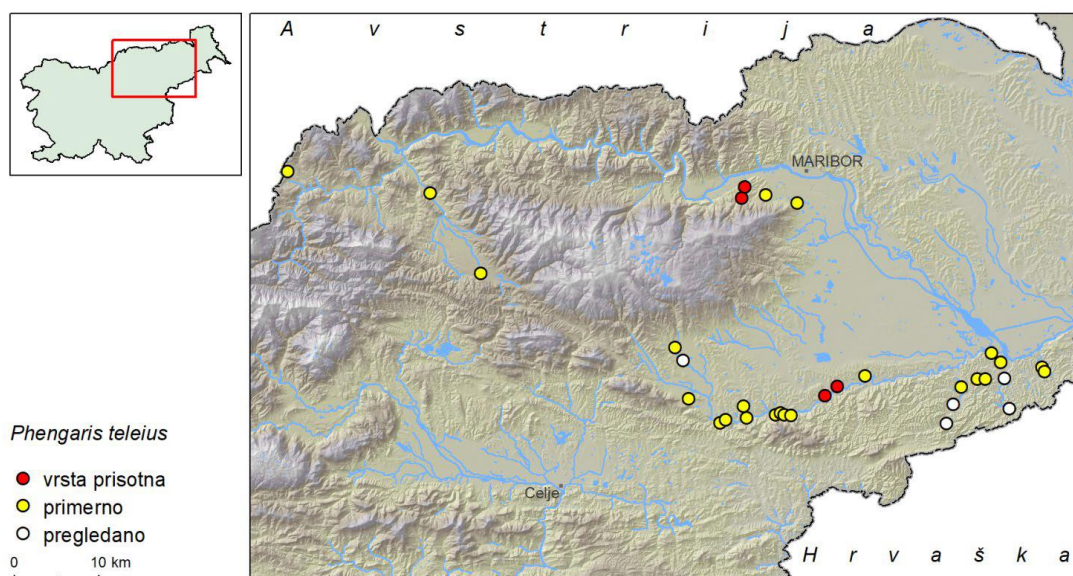 A v s t r i j a
MARIBOR
Celje
H r v a š k a
Phengaris teleius
vrsta prisotna
primerno
pregledano
0 10 km